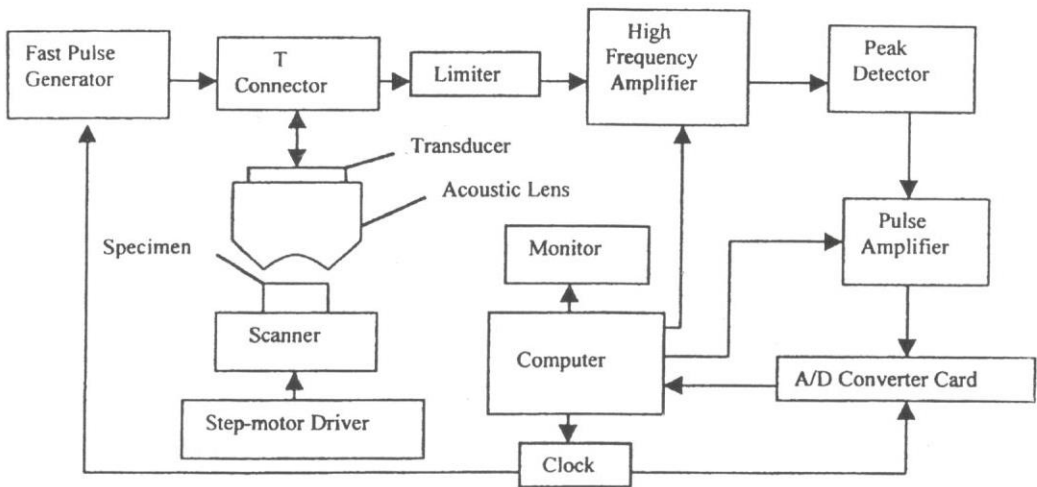 Fast Pulse
Generator
T
Connector
Limiter
High
Frequency
Amplifier
Peak
Detector
Transducer
Acoustic Lens
Specimen
Monitor
Pulse
Amplifier
Scanner
Computer
A/D Converter Card
Step-motor Driver
Clock